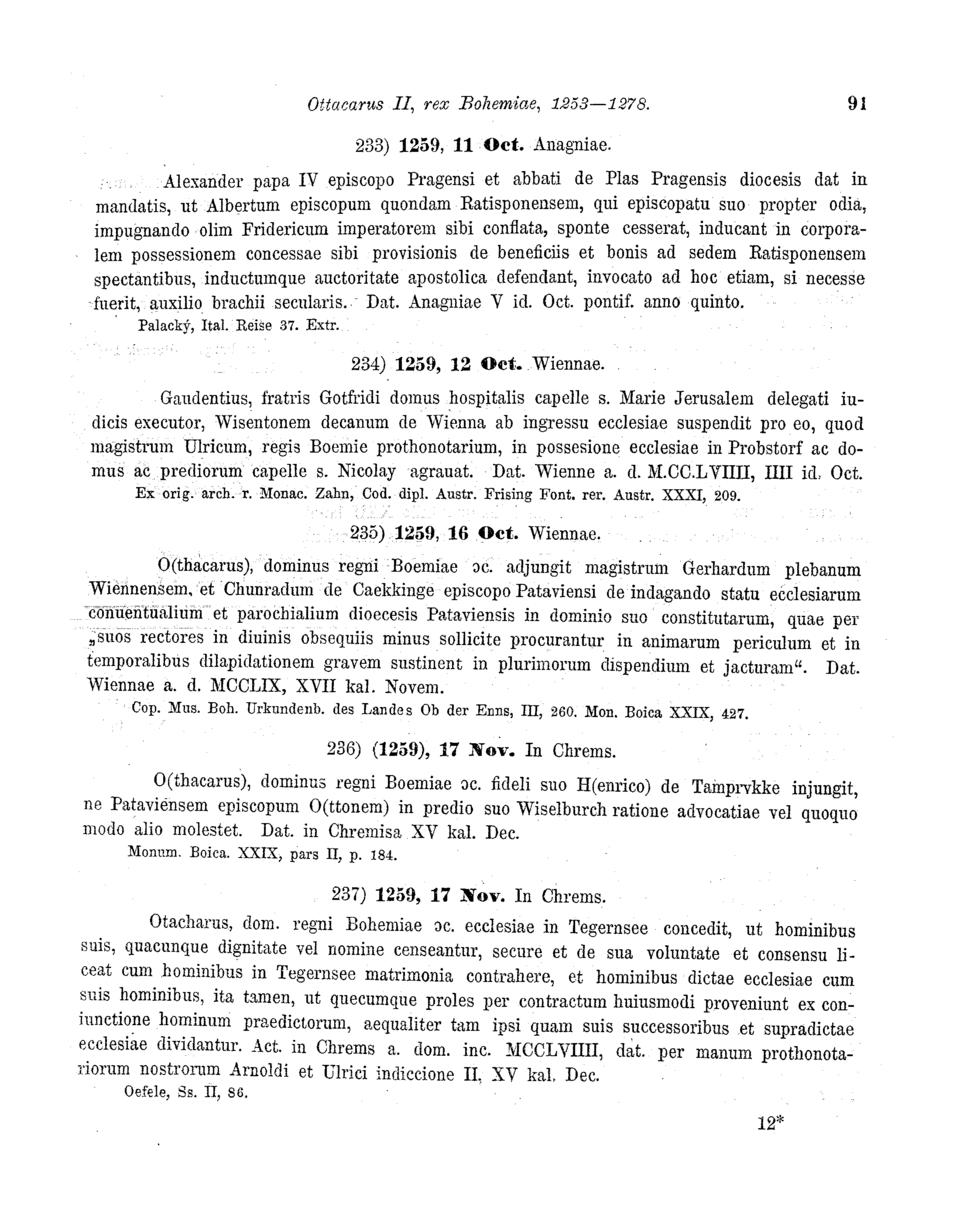 Ottacarus II, rex Bohemiae, 1253—1278. 91
233) 1259, 11 Oct. Anagniae.
Alexander papa IV episcopo Pragensi et abbati de Plas Pragensis diocesis dat in
mandatis, ut Albertum episcopum quondam Ratisponensem, qui episcopatu suo propter odia,
impugnando olim Fridericum imperatorem sibi conflata, sponte cesserat, inducant in corpora-
lem possessionem concessae sibi provisionis de beneficiis et bonis ad sedem Ratisponensem
spectantibus, inductumque auctoritate apostolica defendant, invocato ad hoc etiam, si necesse
fuerit, auxilio brachii secularis. Dat. Anagniae V id. Oct. pontif. anno quinto.
Palacký, Ital. Reise 37. Extr.
234) 1259, 12 Oct. Wiennae.
Gaudentius, fratris Gotfridi domus hospitalis capelle s. Marie Jerusalem delegati iu-
dicis executor, Wisentonem decanum de Wienna ab ingressu ecclesiae suspendit pro eo, quod
magistrum Ulricum, regis Boemie prothonotarium, in possesione ecclesiae in Probstorf ac do-
mus ac prediorum capelle s. Nicolay agrauat. Dat. Wienne a. d. M.CC.LVIIII, IIII id. Oct.
Ex orig. arch. r. Monac. Zahn, Cod. dipl. Austr. Frising Font. rer. Austr. XXXI, 209.
235) 1259, 16 Oct. Wiennae.
O(thacarus), dominus regni Boemiae ɔc. adjungit magistrum Gerhardum plebanum
Wiennensem, et Chunradum de Caekkinge episcopo Pataviensi de indagando statu ecclesiarum
conuentualium et parochialium dioecesis Pataviensis in dominio suo constitutarum, quae per
„suos rectores in diuinis obsequiis minus sollicite procurantur in animarum periculum et in
temporalibus dilapidationem gravem sustinent in plurimorum dispendium et jacturam“. Dat.
Wiennae a. d. MCCLIX, XVII kal. Novem.
Cop. Mus. Boh. Urkundenb. des Landes Ob der Enns, III, 260. Mon. Boica XXIX, 427.
236) (1259), 17 Nov. In Chrems.
O(thacarus), dominus regni Boemiae ɔc. fideli suo H(enrico) de Tamprvkke injungit,
ne Pataviensem episcopum O(ttonem) in predio suo Wiselburch ratione advocatiae vel quoquo
modo alio molestet. Dat. in Chremisa XV kal. Dec.
Monum. Boica. XXIX, pars II, p. 184.
237) 1259, 17 Nov. In Chrems.
Otacharus, dom. regni Bohemiae ɔc. ecclesiae in Tegernsee concedit, ut hominibus
suis, quacunque dignitate vel nomine censeantur, secure et de sua voluntate et consensu li-
ceat cum hominibus in Tegernsee matrimonia contrahere, et hominibus dictae ecclesiae cum
suis hominibus, ita tamen, ut quecumque proles per contractum huiusmodi proveniunt ex con-
iunctione hominum praedictorum, aequaliter tam ipsi quam suis successoribus et supradictae
ecclesiae dividantur. Act. in Chrems a. dom. inc. MCCLVIIII, dat. per manum prothonota-
riorum nostrorum Arnoldi et Ulrici indiccione II, XV kal. Dec.
Oefele, Ss. II, 86.
12*